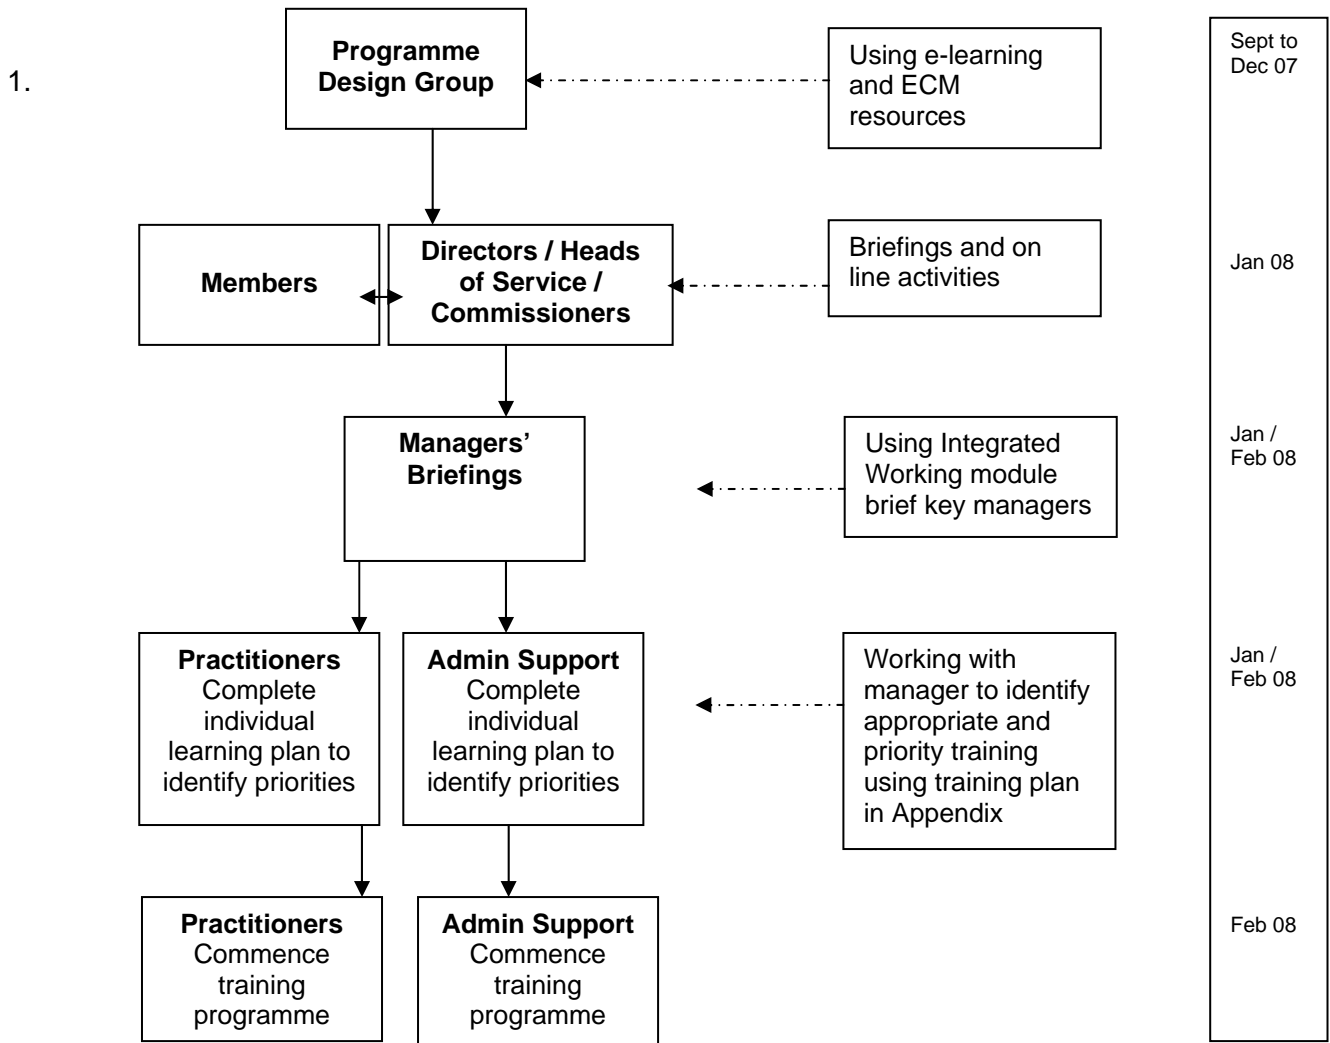 1.
Programme
Design Group
Using e-learning
and ECM
resources
Sept to
Dec 07
Members
Directors / Heads
of Service /
Commissioners
Briefings and on
line activities
Jan 08
Managers’
Briefings
Using Integrated
Working module
brief key managers
Jan /
Feb 08
Practitioners
Complete
individual
learning plan to
identify priorities
Admin Support
Complete
individual
learning plan to
identify priorities
Working with
manager to identify
appropriate and
priority training
using training plan
in Appendix
Jan /
Feb 08
Practitioners
Commence
training
programme
Admin Support
Commence
training
programme
Feb 08